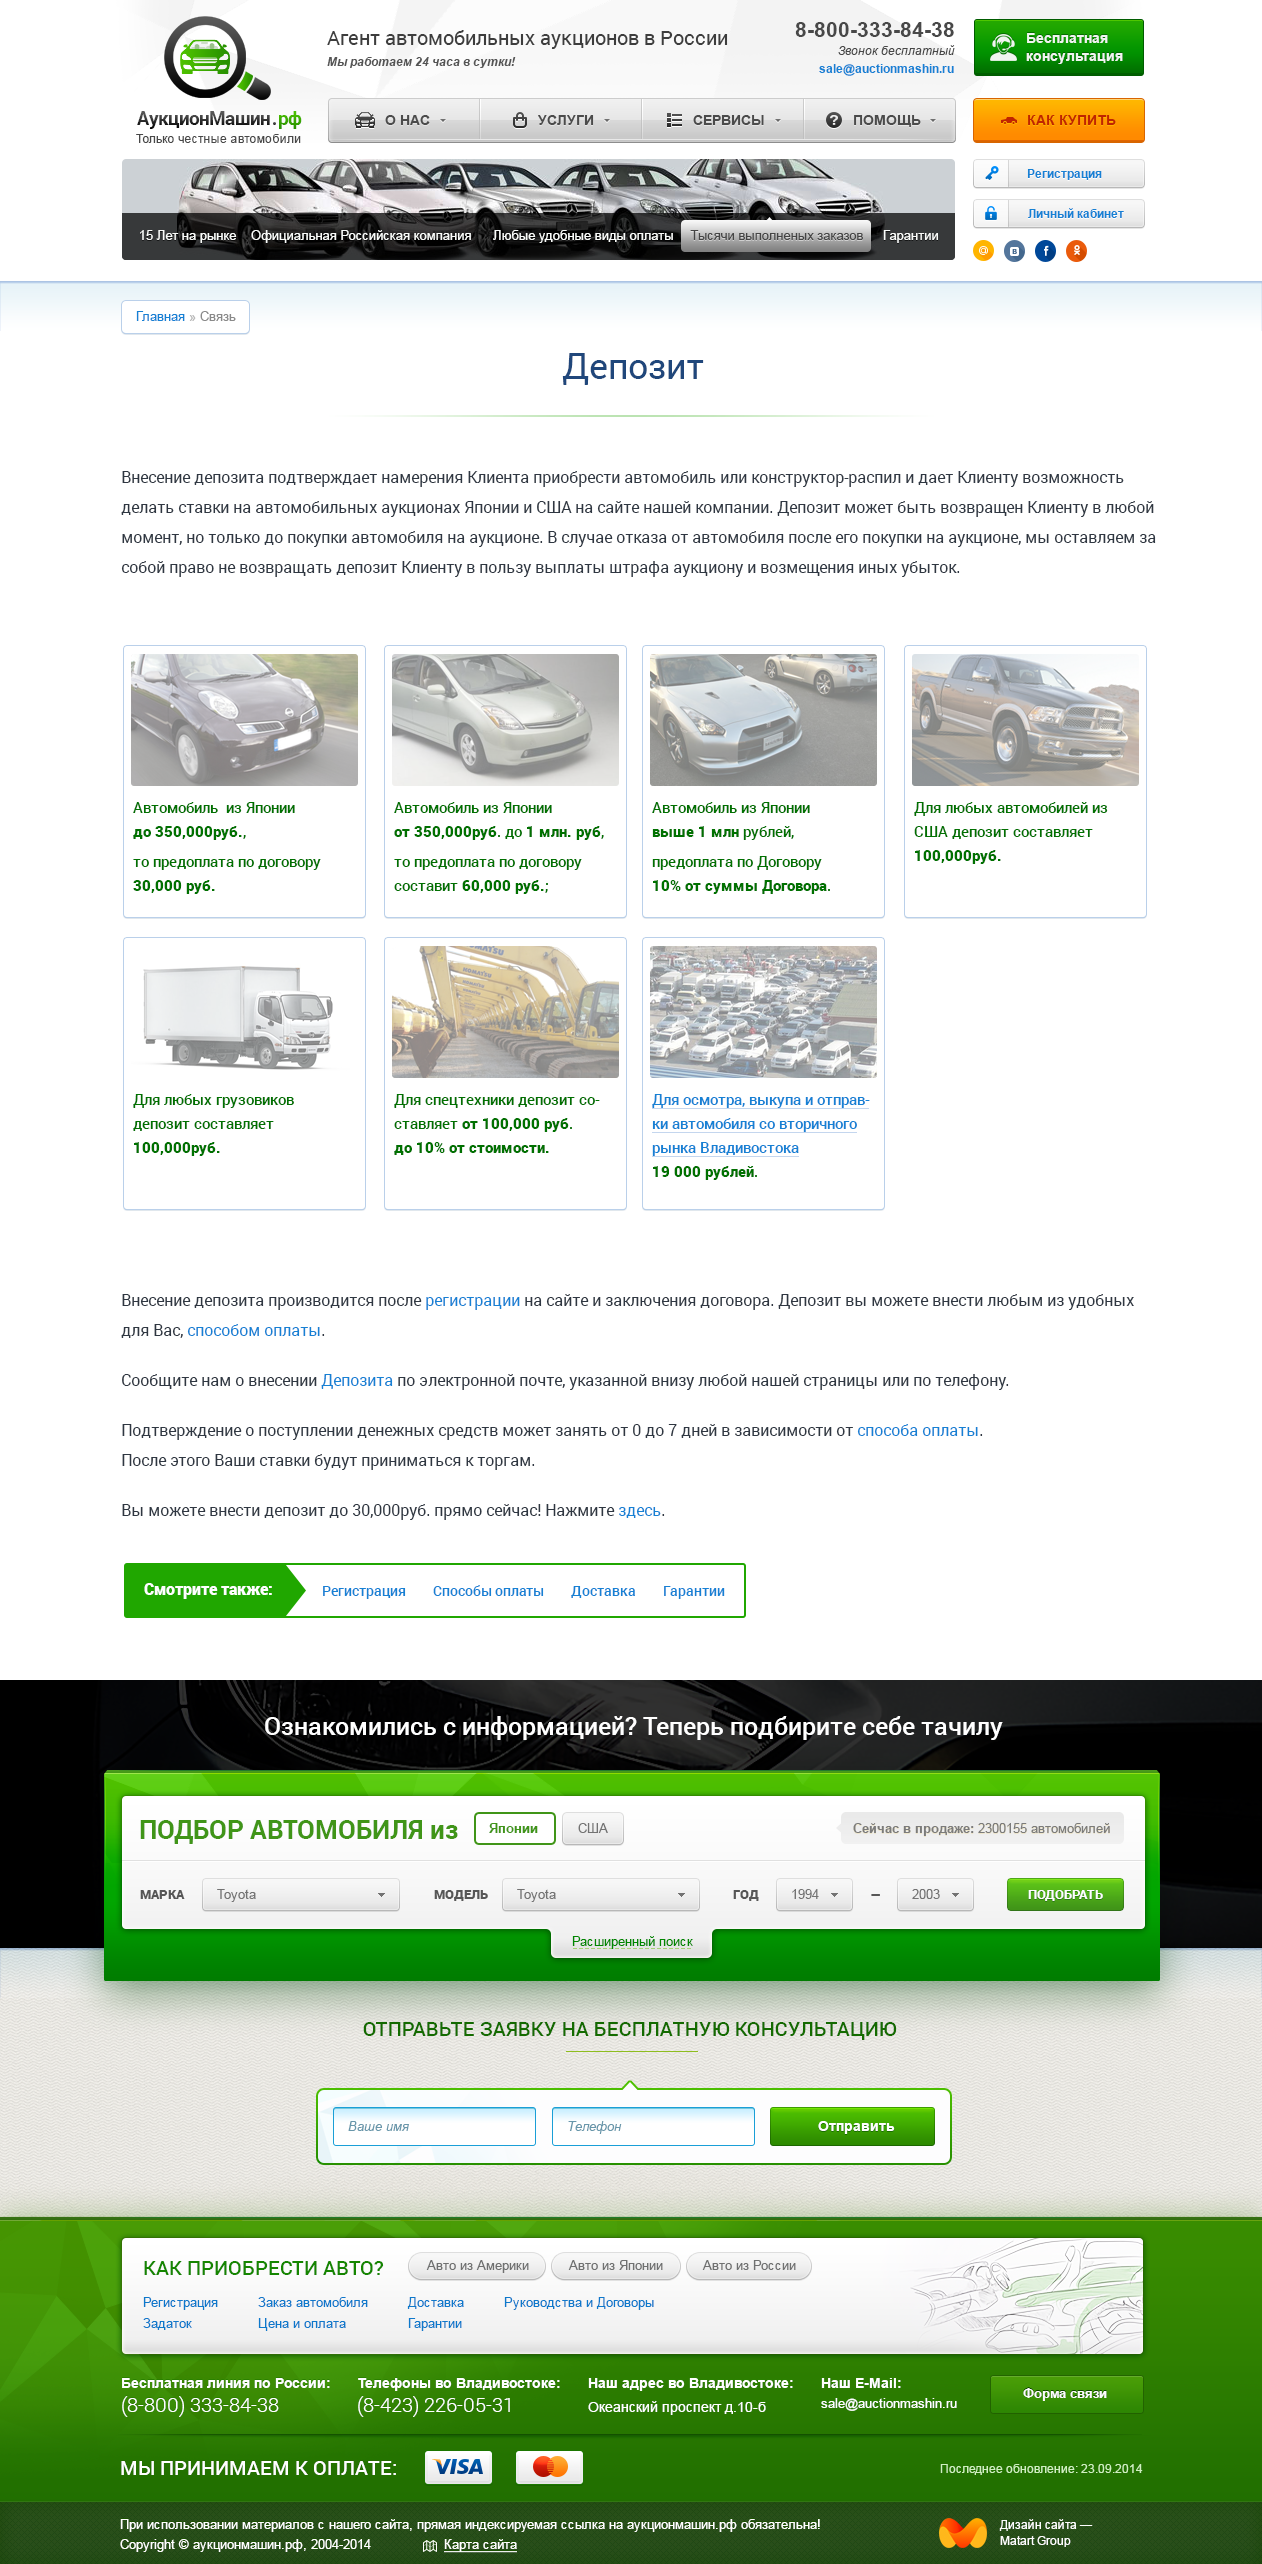 АукционМашин.рф
Только честные автомобили
Агент автомобильных аукционов в России
Мы работаем 24 часа в сутки!
8-800-333-84-38
Звонок бесплатный
sale@auctionmashin.ru
Бесплатная
консультация
О НАС
УСЛУГИ
СЕРВИСЫ
ПОМОЩЬ
КАК КУПИТЬ
15 Лет на рынке
Официальная Российская компания
Любые удобные виды оплаты
Тысячи выполненых заказов
Гарантии
Регистрация
Личный кабинет
Главная » Связь
Депозит
Внесение депозита подтверждает намерения Клиента приобрести автомобиль или конструктор-распил и дает Клиенту возможность
делать ставки на автомобильных аукционах Японии и США на сайте нашей компании. Депозит может быть возвращен Клиенту в любой
момент, но только до покупки автомобиля на аукционе. В случае отказа от автомобиля после его покупки на аукционе, мы оставляем за
собой право не возвращать депозит Клиенту в пользу выплаты штрафа аукциону и возмещения иных убыток.
Автомобиль из Японии
до 350,000руб.,
то предоплата по договору
30,000 руб.
Автомобиль из Японии
от 350,000руб. до 1 млн. руб,
то предоплата по договору
составит 60,000 руб.;
Автомобиль из Японии
выше 1 млн рублей,
предоплата по Договору
10% от суммы Договора.
Для любых автомобилей из
США депозит составляет
100,000руб.
Для любых грузовиков
депозит составляет
100,000руб.
KOMATSU
Для спецтехники депозит со-
ставляет от 100,000 руб.
до 10% от стоимости.
Для осмотра, выкупа и отправ-
ки автомобиля со вторичного
рынка Владивостока
19 000 рублей.
Внесение депозита производится после регистрации на сайте и заключения договора. Депозит вы можете внести любым из удобных
для Вас, способом оплаты.
Сообщите нам о внесении Депозита по электронной почте, указанной внизу любой нашей страницы или по телефону.
Подтверждение о поступлении денежных средств может занять от 0 до 7 дней в зависимости от способа оплаты.
После этого Ваши ставки будут приниматься к торгам.
Вы можете внести депозит до 30,000руб. прямо сейчас! Нажмите здесь.
Смотрите также:
Регистрация
Способы оплаты
Доставка
Гарантии
Ознакомились с информацией? Теперь подбирите себе тачилу
ПОДБОР АВТОМОБИЛЯ из
Японии
США
Сейчас в продаже: 2300155 автомобилей
МАРКА
Toyota
МОДЕЛЬ
Toyota
ГОД
1994
–
2003
ПОДОБРАТЬ
Расширенный поиск
ОТПРАВЬТЕ ЗАЯВКУ НА БЕСПЛАТНУЮ КОНСУЛЬТАЦИЮ
Ваше имя
Телефон
Отправить
КАК ПРИОБРЕСТИ АВТО?
Авто из Америки
Авто из Японии
Авто из России
Регистрация
Заказ автомобиля
Доставка
Руководства и Договоры
Задаток
Цена и оплата
Гарантии
Бесплатная линия по России:
(8-800) 333-84-38
Телефоны во Владивостоке:
(8-423) 226-05-31
Наш адрес во Владивостоке:
Океанский проспект д.10-б
Наш E-Mail:
sale@auctionmashin.ru
Форма связи
МЫ ПРИНИМАЕМ К ОПЛАТЕ:
VISA
Последнее обновление: 23.09.2014
При использовании материалов с нашего сайта, прямая индексируемая ссылка на аукционмашин.рф обязательна!
Copyright © аукционмашин.рф, 2004-2014
Карта сайта
Дизайн сайта —
Matart Group